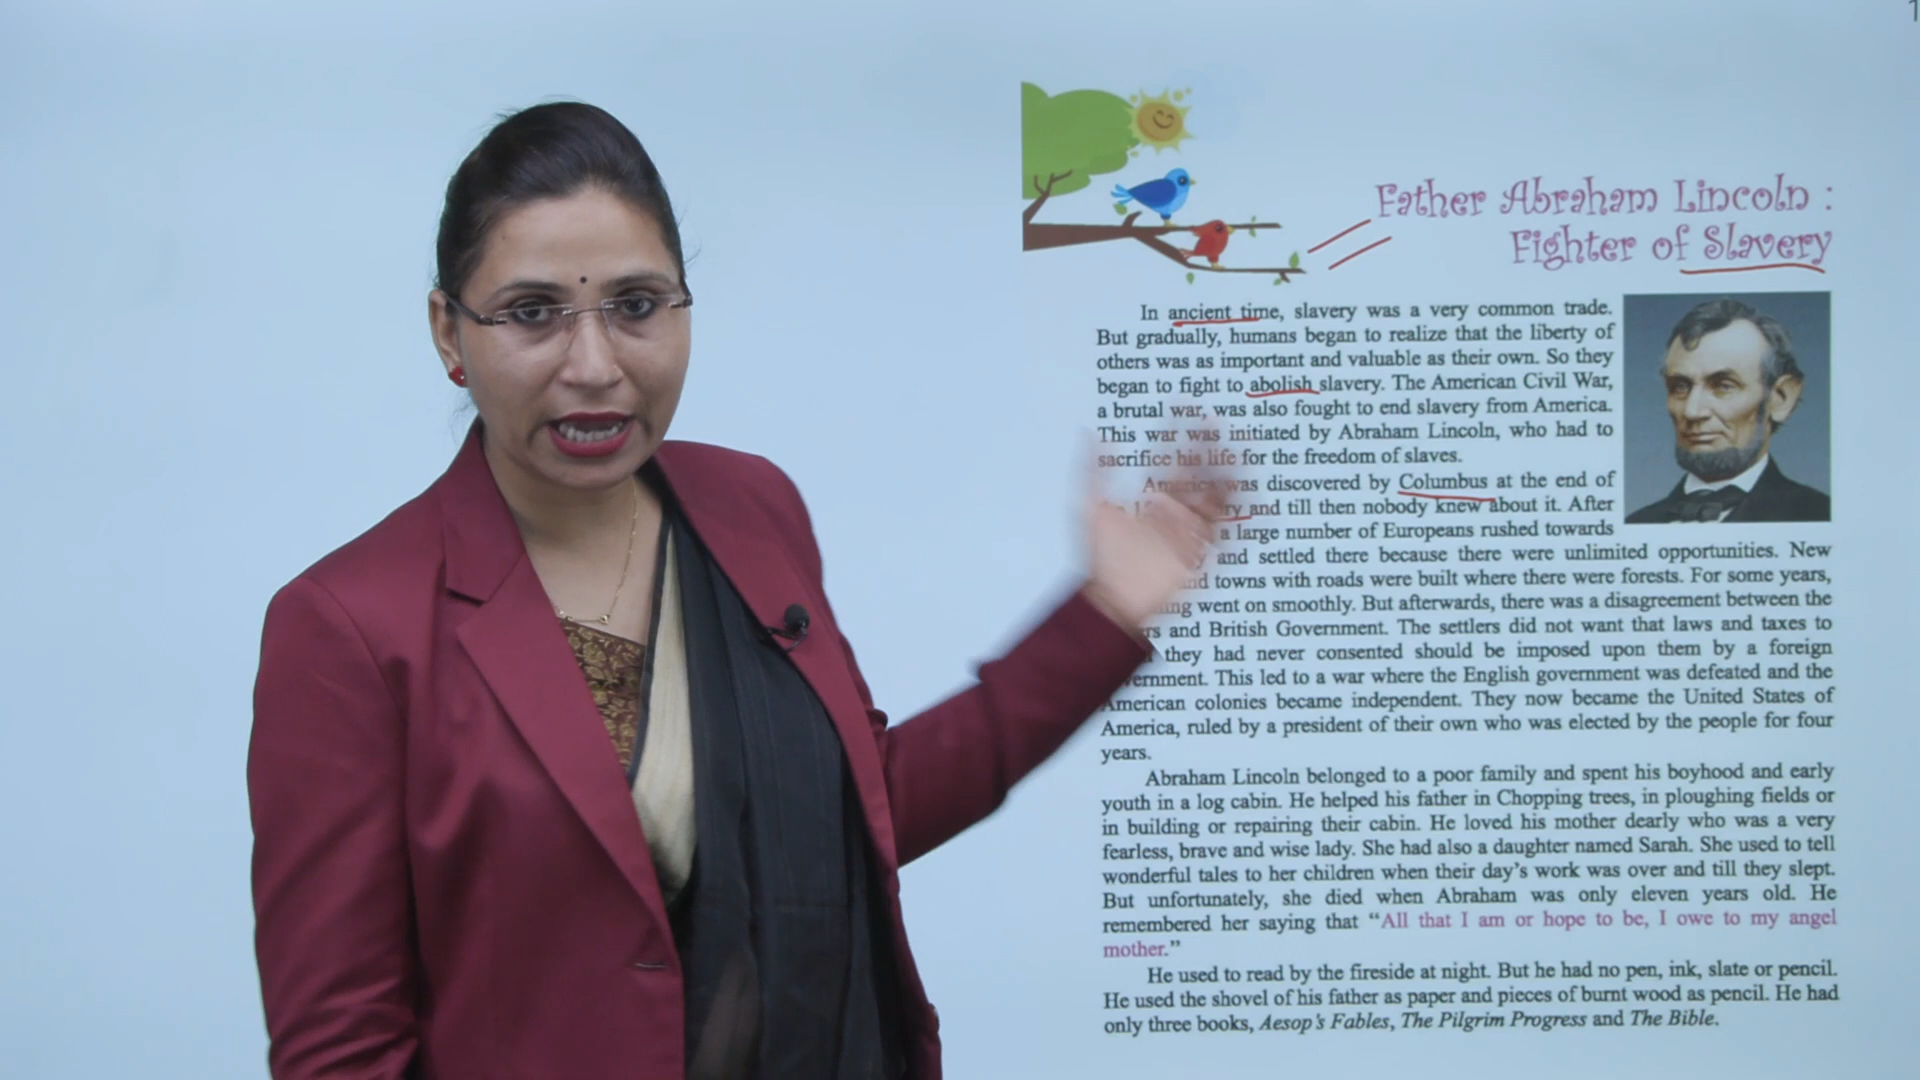 1
Father Abraham Lincoln :
Fighter of Slavery
In ancient time, slavery was a very common trade.
But gradually, humans began to realize that the liberty of
others was as important and valuable as their own. So they
began to fight to abolish slavery. The American Civil War,
a brutal war, was also fought to end slavery from America.
This war was initiated by Abraham Lincoln, who had to
sacrifice his life for the freedom of slaves.
America was discovered by Columbus at the end of
and till then nobody knew about it. After
a large number of Europeans rushed towards
and settled there because there were unlimited opportunities. New
towns with roads were built where there were forests. For some years,
went on smoothly. But afterwards, there was a disagreement between the
and British Government. The settlers did not want that laws and taxes to
they had never consented should be imposed upon them by a foreign
This led to a war where the English government was defeated and the
American colonies became independent. They now became the United States of
America, ruled by a president of their own who was elected by the people for four
years.
Abraham Lincoln belonged to a poor family and spent his boyhood and early
youth in a log cabin. He helped his father in Chopping trees, in ploughing fields or
in building or repairing their cabin. He loved his mother dearly who was a very
fearless, brave and wise lady. She had also a daughter named Sarah. She used to tell
wonderful tales to her children when their day's work was over and till they slept.
But unfortunately, she died when Abraham was only eleven years old. He
remembered her saying that “All that I am or hope to be, I owe to my angel
mother.”
He used to read by the fireside at night. But he had no pen, ink, slate or pencil.
He used the shovel of his father as paper and pieces of burnt wood as pencil. He had
only three books, Aesop's Fables, The Pilgrim Progress and The Bible.